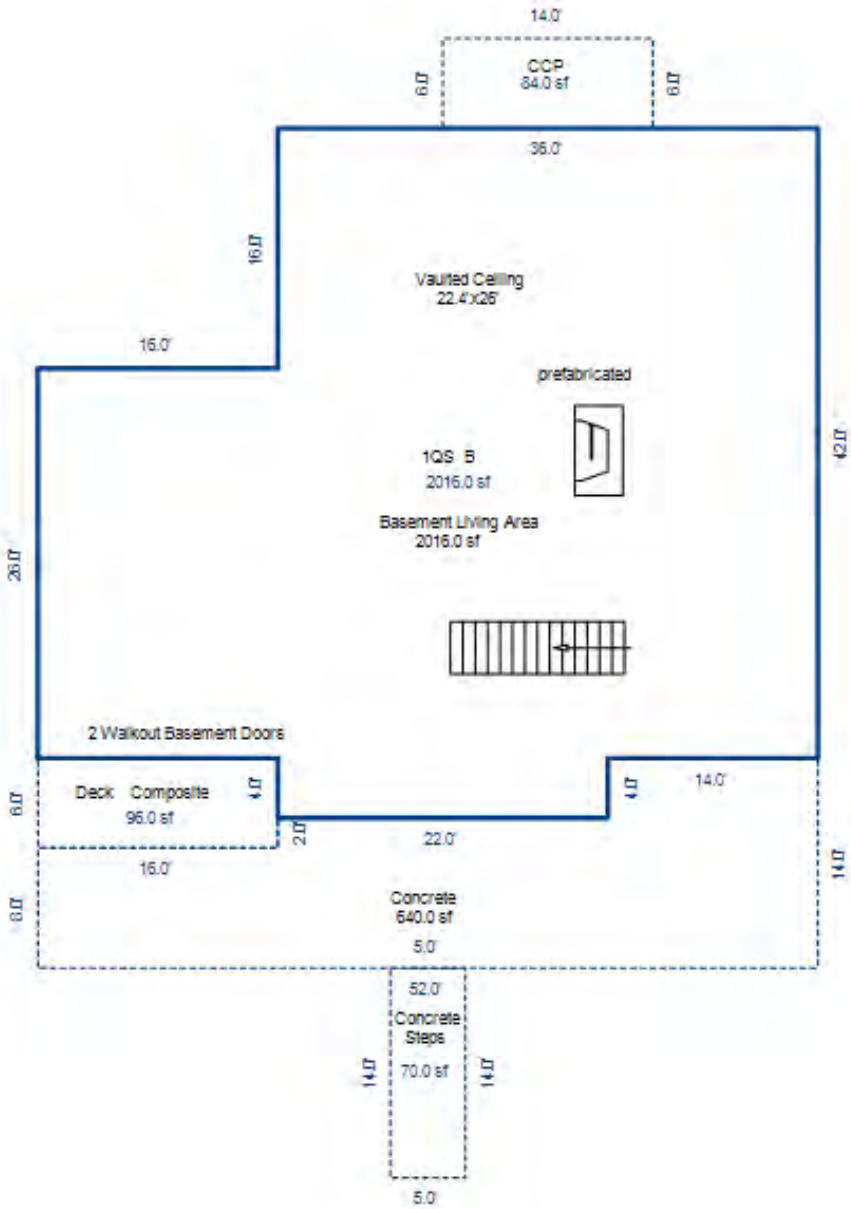 14.0'
CCP
6.0'
84.0 sf
6.0'
36.0'
16.0'
Vaulted Ceiling
22.4'x26'
16.0'
prefabricated
42.0'
1QS B
2016.0 sf
Basement Living Area
2016.0 sf
26.0'
2 Walkout Basement Doors
6.0'
Deck Composite
4.0'
4.0'
14.0'
96.0 sf
2.0'
22.0'
16.0'
14.0'
8.0'
Concrete
640.0 sf
5.0'
52.0'
Concrete
Steps
14.0'
70.0 sf
14.0'
5.0'